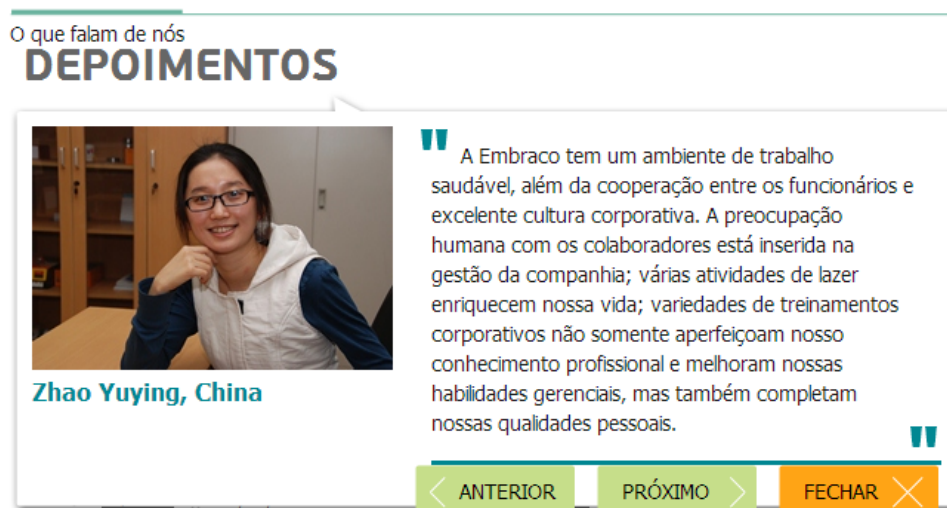 O que falam de nós
DEPOIMENTOS
" A Embraco tem um ambiente de trabalho
saudável, além da cooperação entre os funcionários e
excelente cultura corporativa. A preocupação
humana com os colaboradores está inserida na
gestão da companhia; várias atividades de lazer
enriquecem nossa vida; variedades de treinamentos
corporativos não somente aperfeiçoam nosso
conhecimento profissional e melhoram nossas
habilidades gerenciais, mas também completam
nossas qualidades pessoais. "
Zhao Yuying, China
ANTERIOR PRÓXIMO FECHAR